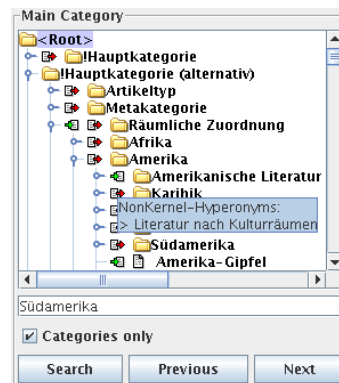 Main Category
<Root>
!Hauptkategorie
!Hauptkategorie (alternativ)
Artikeltyp
Metakategorie
Räumliche Zuordnung
Afrika
Amerika
Amerikanische Literatur
Karibik
NonKernel-Hyperonyms:
> Literatur nach Kulturräumen
Südamerika
Amerika-Gipfel
Südamerika
Categories only
Search Previous Next